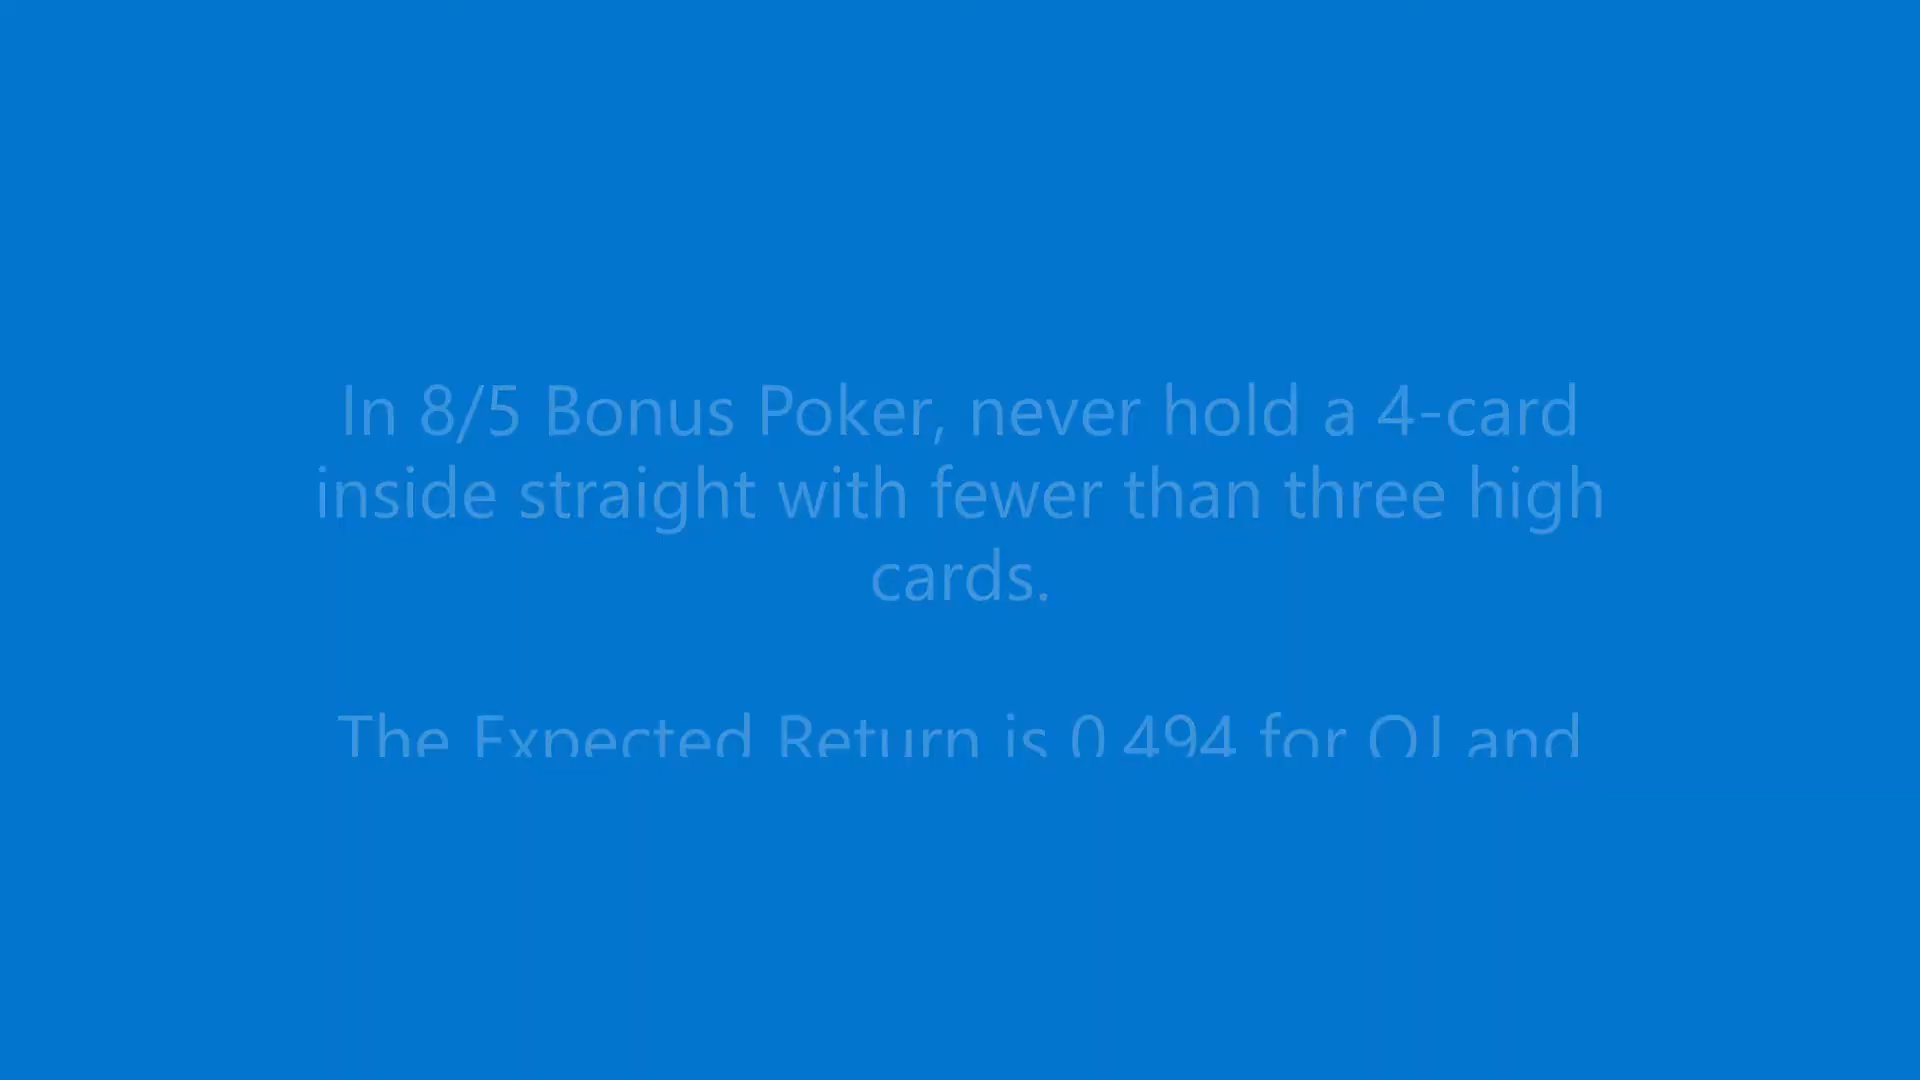 In 8/5 Bonus Poker, never hold a 4-card
inside straight with fewer than three high
cards.
The Expected Return is 0.494 for QJ and